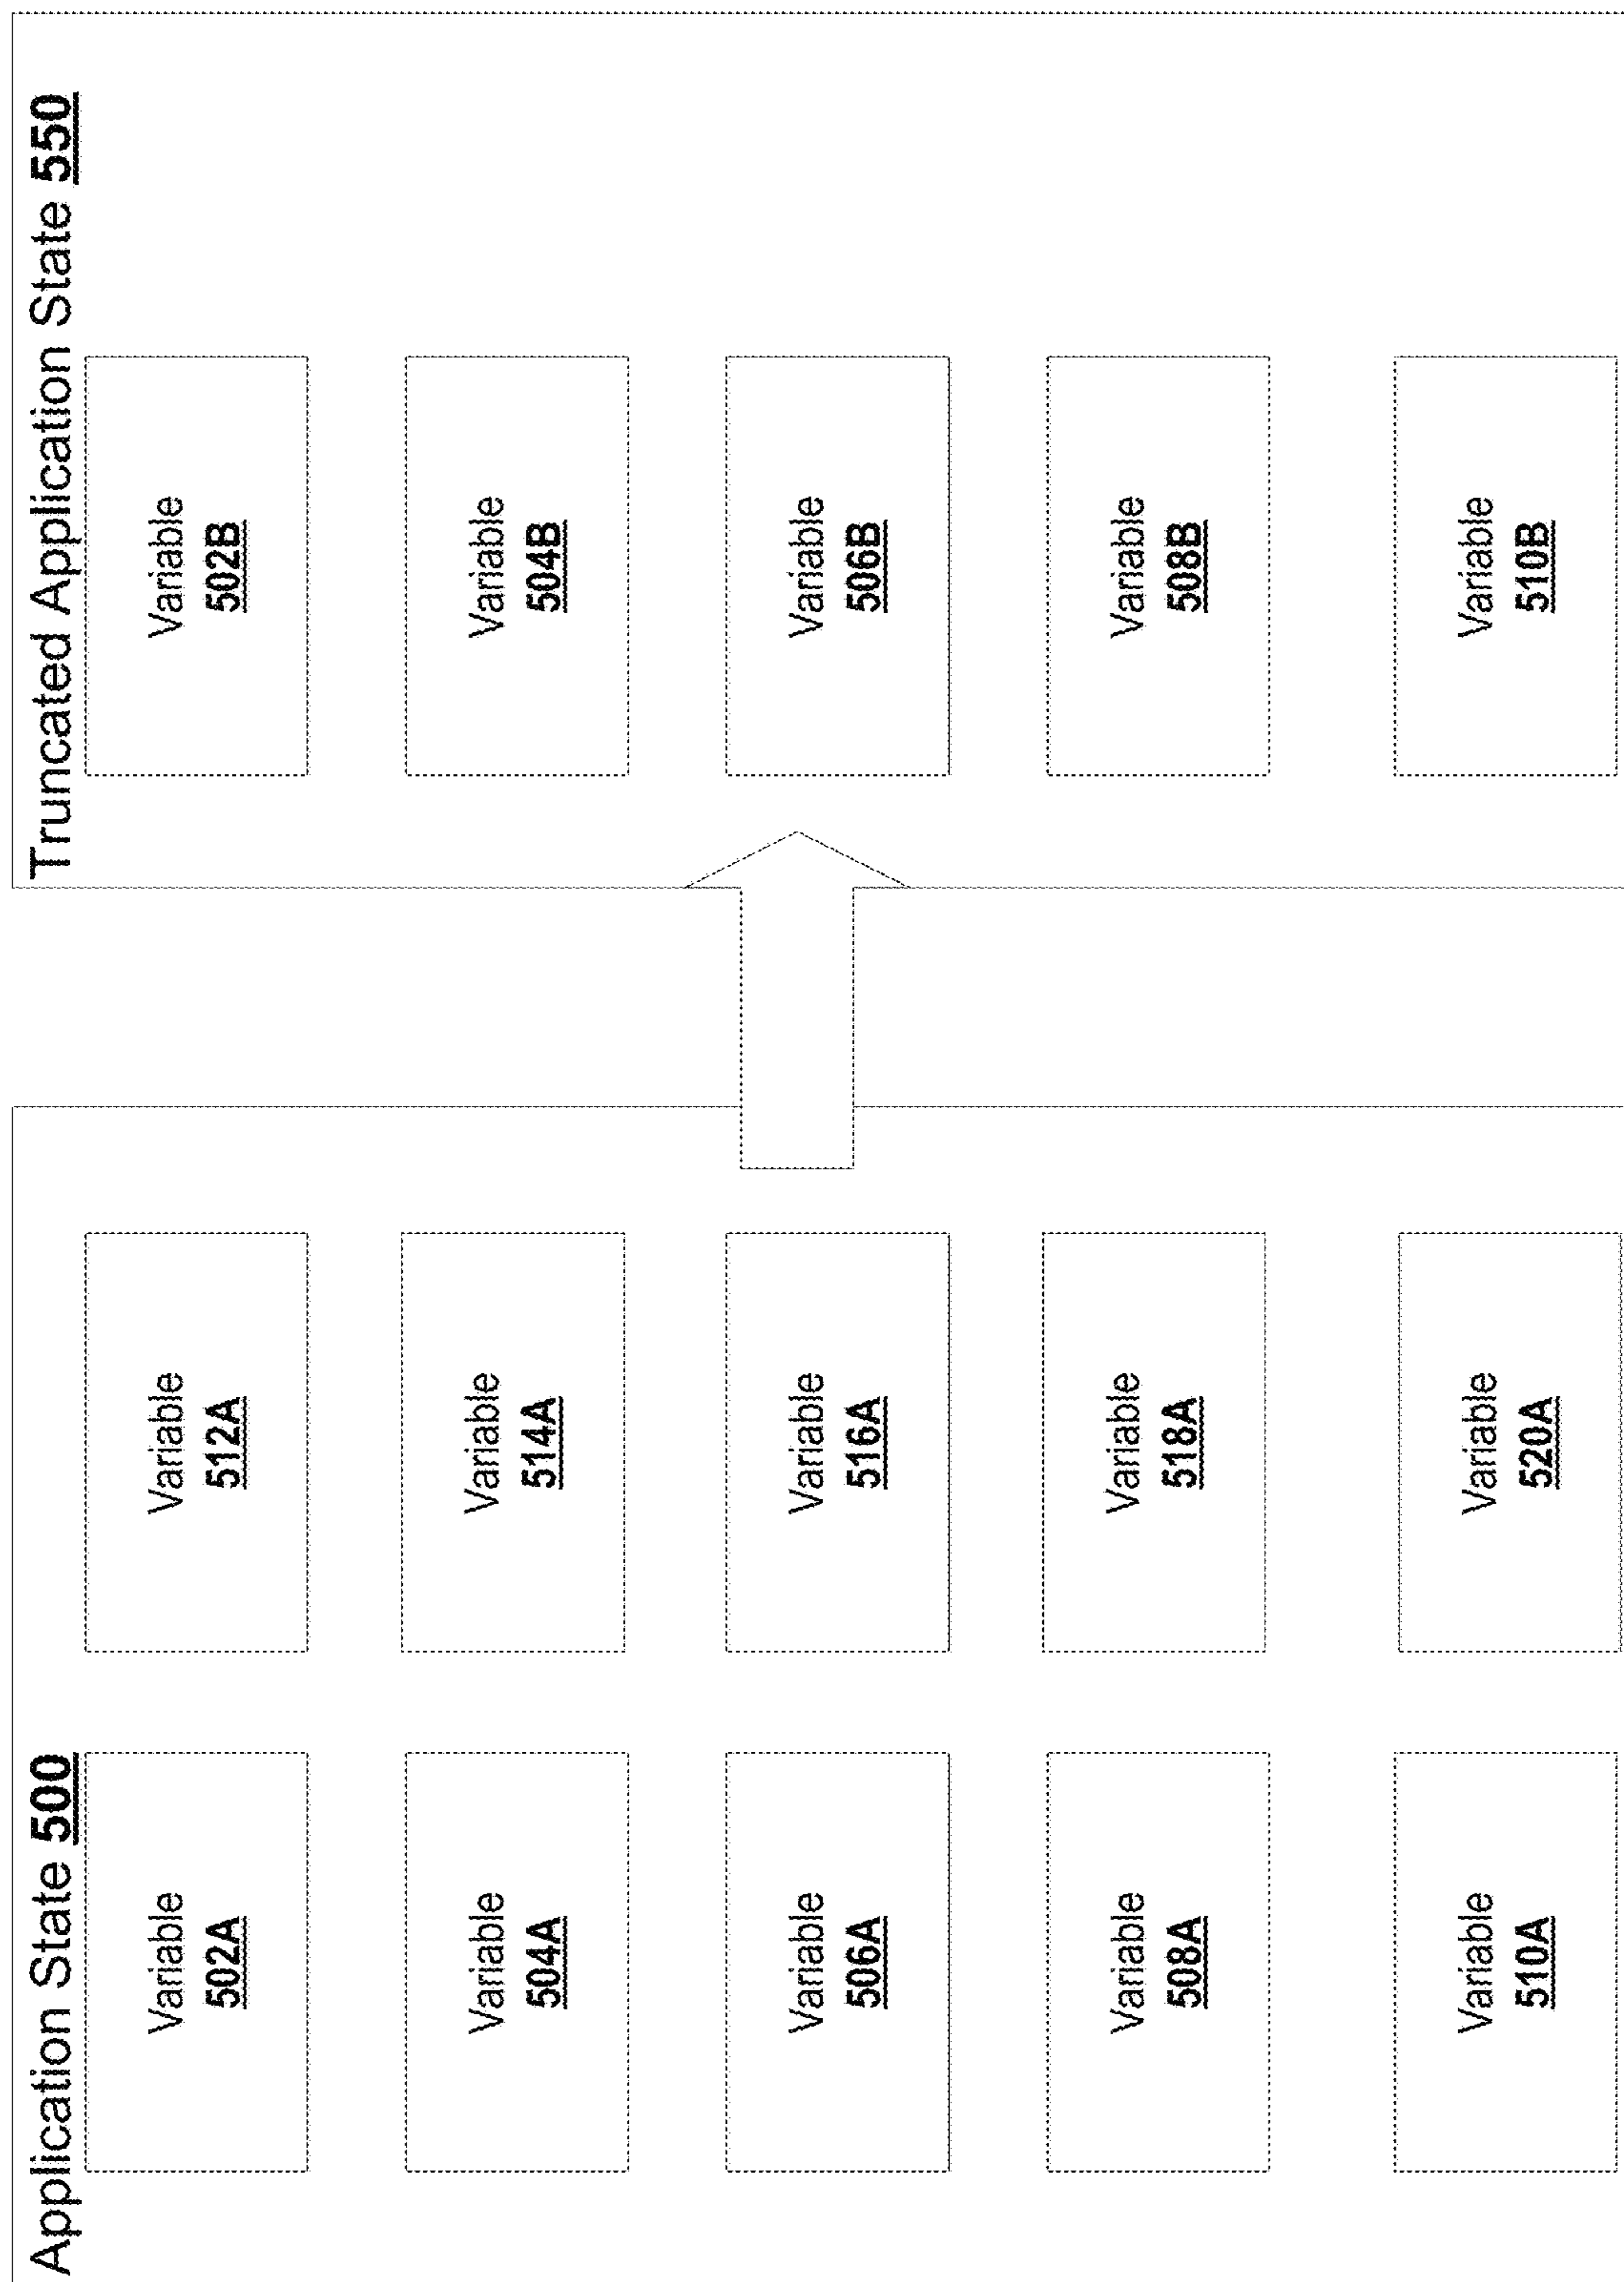 Application State 500
Variable
502A
Variable
512A
Variable
504A
Variable
514A
Variable
506A
Variable
516A
Variable
508A
Variable
518A
Variable
510A
Variable
520A
Truncated Application State 550
Variable
502B
Variable
504B
Variable
506B
Variable
508B
Variable
510B